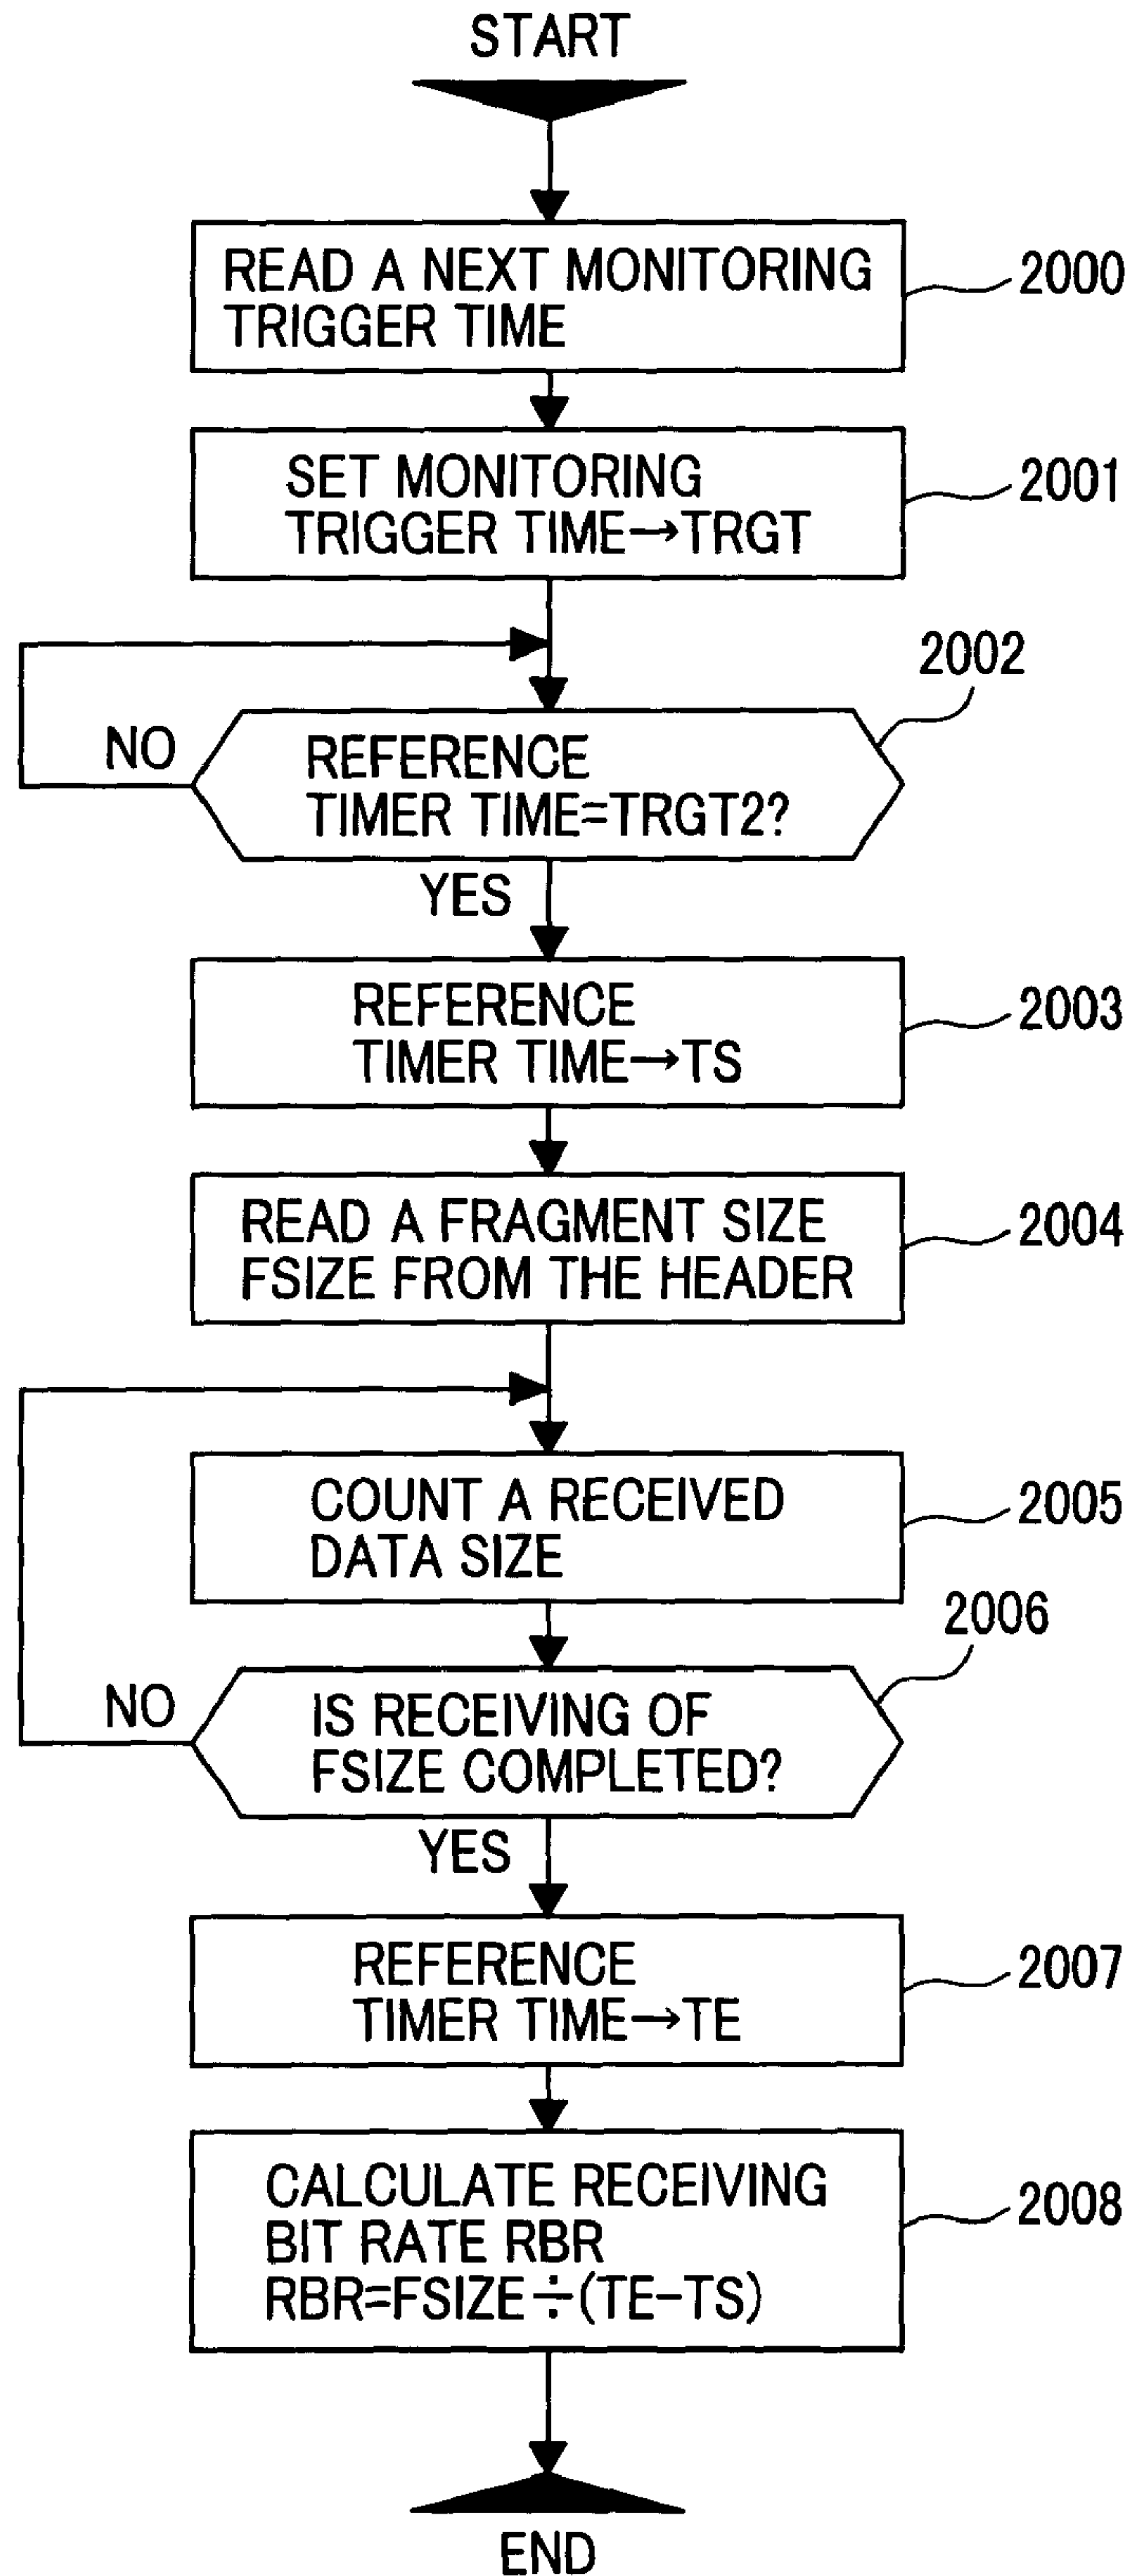 START
READ A NEXT MONITORING
TRIGGER TIME
2000
SET MONITORING
TRIGGER TIME→TRGT
2001
2002
NO
REFERENCE
TIMER TIME=TRGT2?
YES
REFERENCE
TIMER TIME→TS
2003
READ A FRAGMENT SIZE
FSIZE FROM THE HEADER
2004
COUNT A RECEIVED
DATA SIZE
2005
2006
NO
IS RECEIVING OF
FSIZE COMPLETED?
YES
REFERENCE
TIMER TIME→TE
2007
CALCULATE RECEIVING
BIT RATE RBR
RBR=FSIZE÷(TE-TS)
2008
END